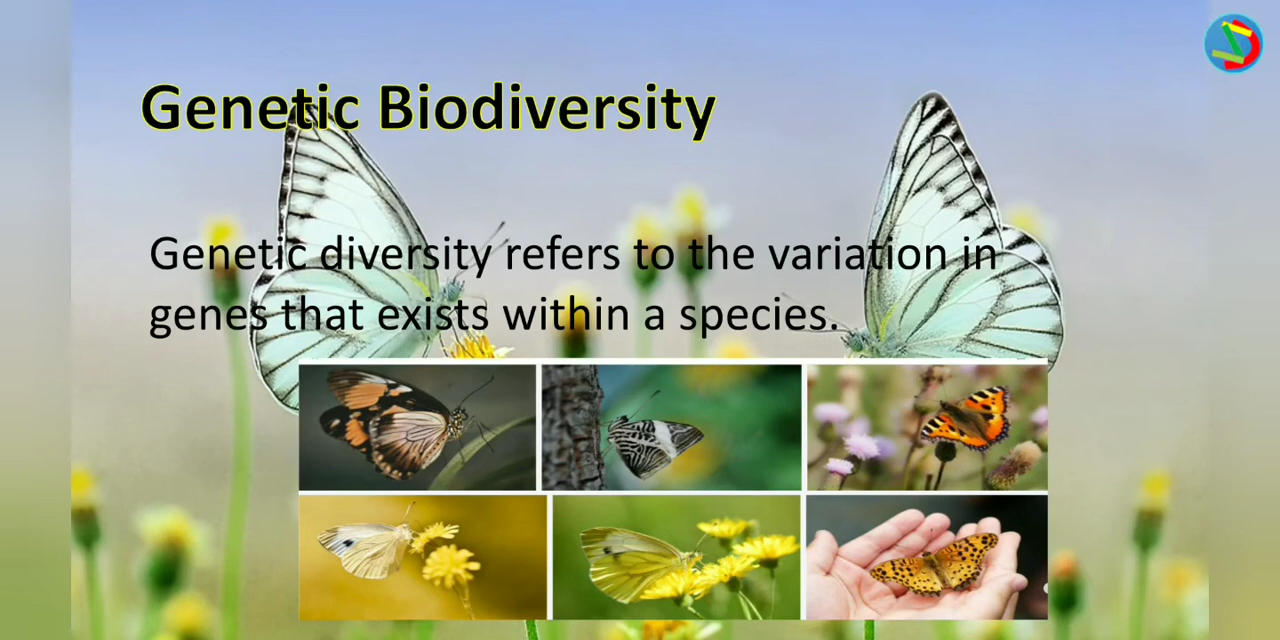 Genetic Biodiversity
Genetic diversity refers to the variation in
genes that exists within a species.